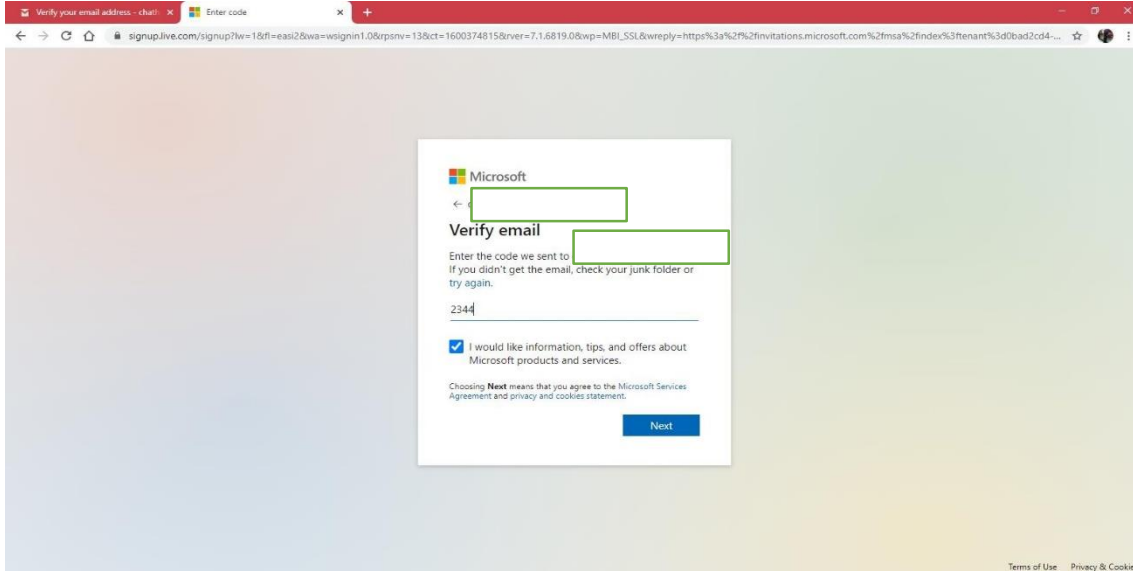 Verify your email address - chath
Enter code
signup.live.com/signup?lw=1&fl=easi2&wa=wsignin1.0&rpsnv=13&ct=1600374815&rver=7.1.6819.0&wp=MBI_SSL&wreply=https%3a%2f%2finvitations.microsoft.com%2fmsa%2findex%3ftenant%3d0bad2cd4-...
Microsoft
Verify email
Enter the code we sent to
If you didn't get the email, check your junk folder or
try again.
2344
I would like information, tips, and offers about
Microsoft products and services.
Choosing Next means that you agree to the Microsoft Services
Agreement and privacy and cookies statement.
Next
Terms of Use Privacy & Cookie